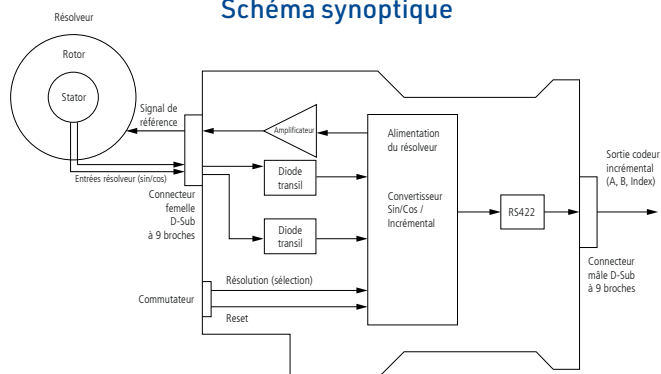 Schéma synoptique
Résolveur
Rotor
Stator
Signal de
référence
Entrées résolveur (sin/cos)
Connecteur
femelle
D-Sub
à 9 broches
Amplificateur
Diode
transil
Diode
transil
Alimentation
du résolveur
Convertisseur
Sin/Cos /
Incrémental
RS422
Sortie codeur
incrémental
(A, B, Index)
Connecteur
mâle D-Sub
à 9 broches
Commutateur
Résolution (sélection)
Reset